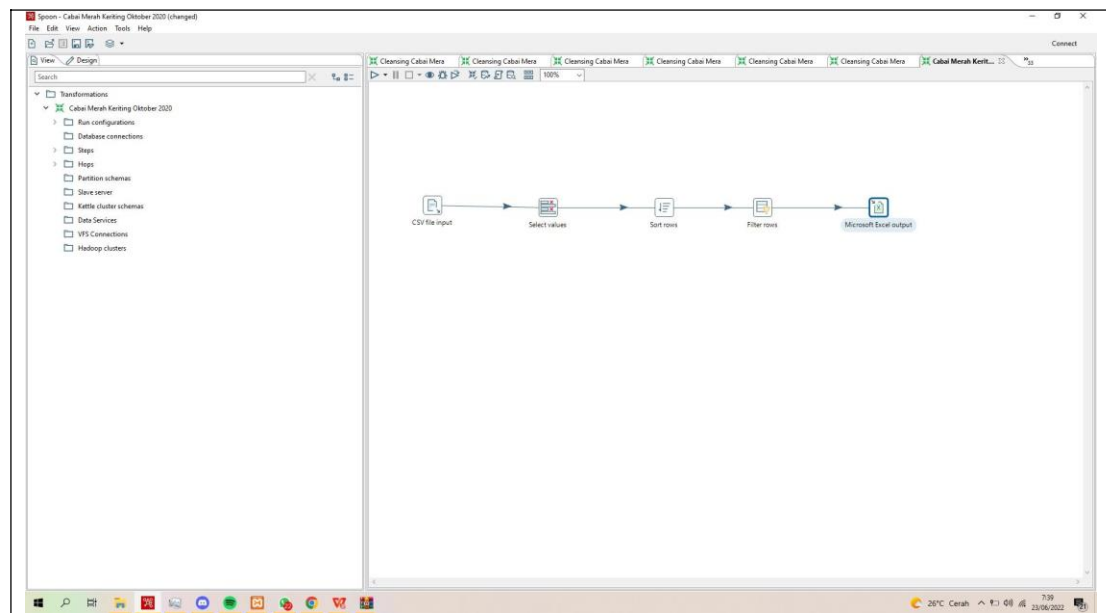 Spoon - Cabai Merah Keriting Oktober 2020 (changed)
File Edit View Action Tools Help
Connect
View Design
Search
Transformations
Cabai Merah Keriting Oktober 2020
Run configurations
Database connections
Steps
Hops
Partition schemas
Slave server
Kettle cluster schemas
Data Services
VFS Connections
Hadoop clusters
Cleansing Cabai Mera Cleansing Cabai Mera Cleansing Cabai Mera Cleansing Cabai Mera Cleansing Cabai Mera Cleansing Cabai Mera Cabai Merah Kerit... »33
100%
CSV file input Select values Sort rows Filter rows Microsoft Excel output
26°C Cerah 7:39
23/06/2022